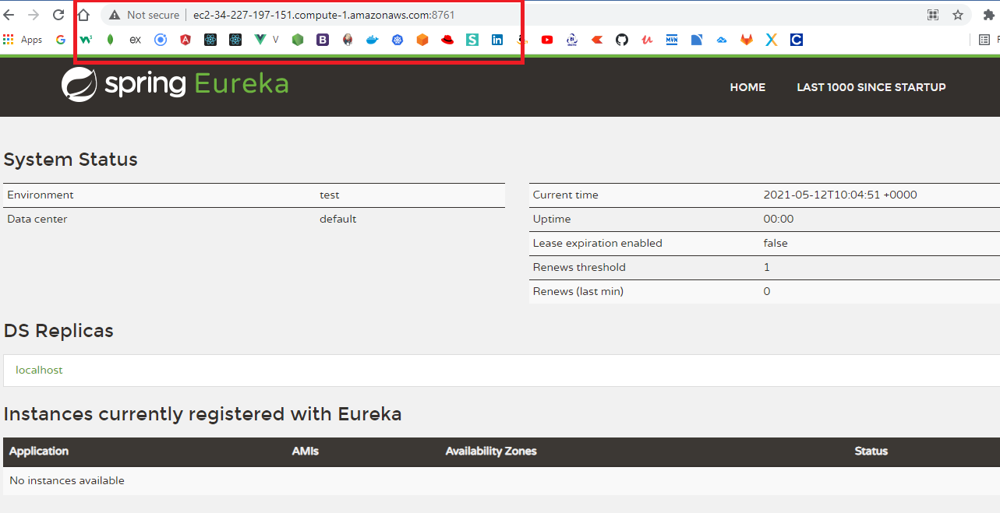 Not secure | ec2-34-227-197-151.compute-1.amazonaws.com:8761
Apps G W3 ex V B S in MVN C
spring Eureka HOME LAST 1000 SINCE STARTUP
System Status
Environment test
Data center default
Current time 2021-05-12T10:04:51 +0000
Uptime 00:00
Lease expiration enabled false
Renews threshold 1
Renews (last min) 0
DS Replicas
localhost
Instances currently registered with Eureka
Application AMIs Availability Zones Status
No instances available